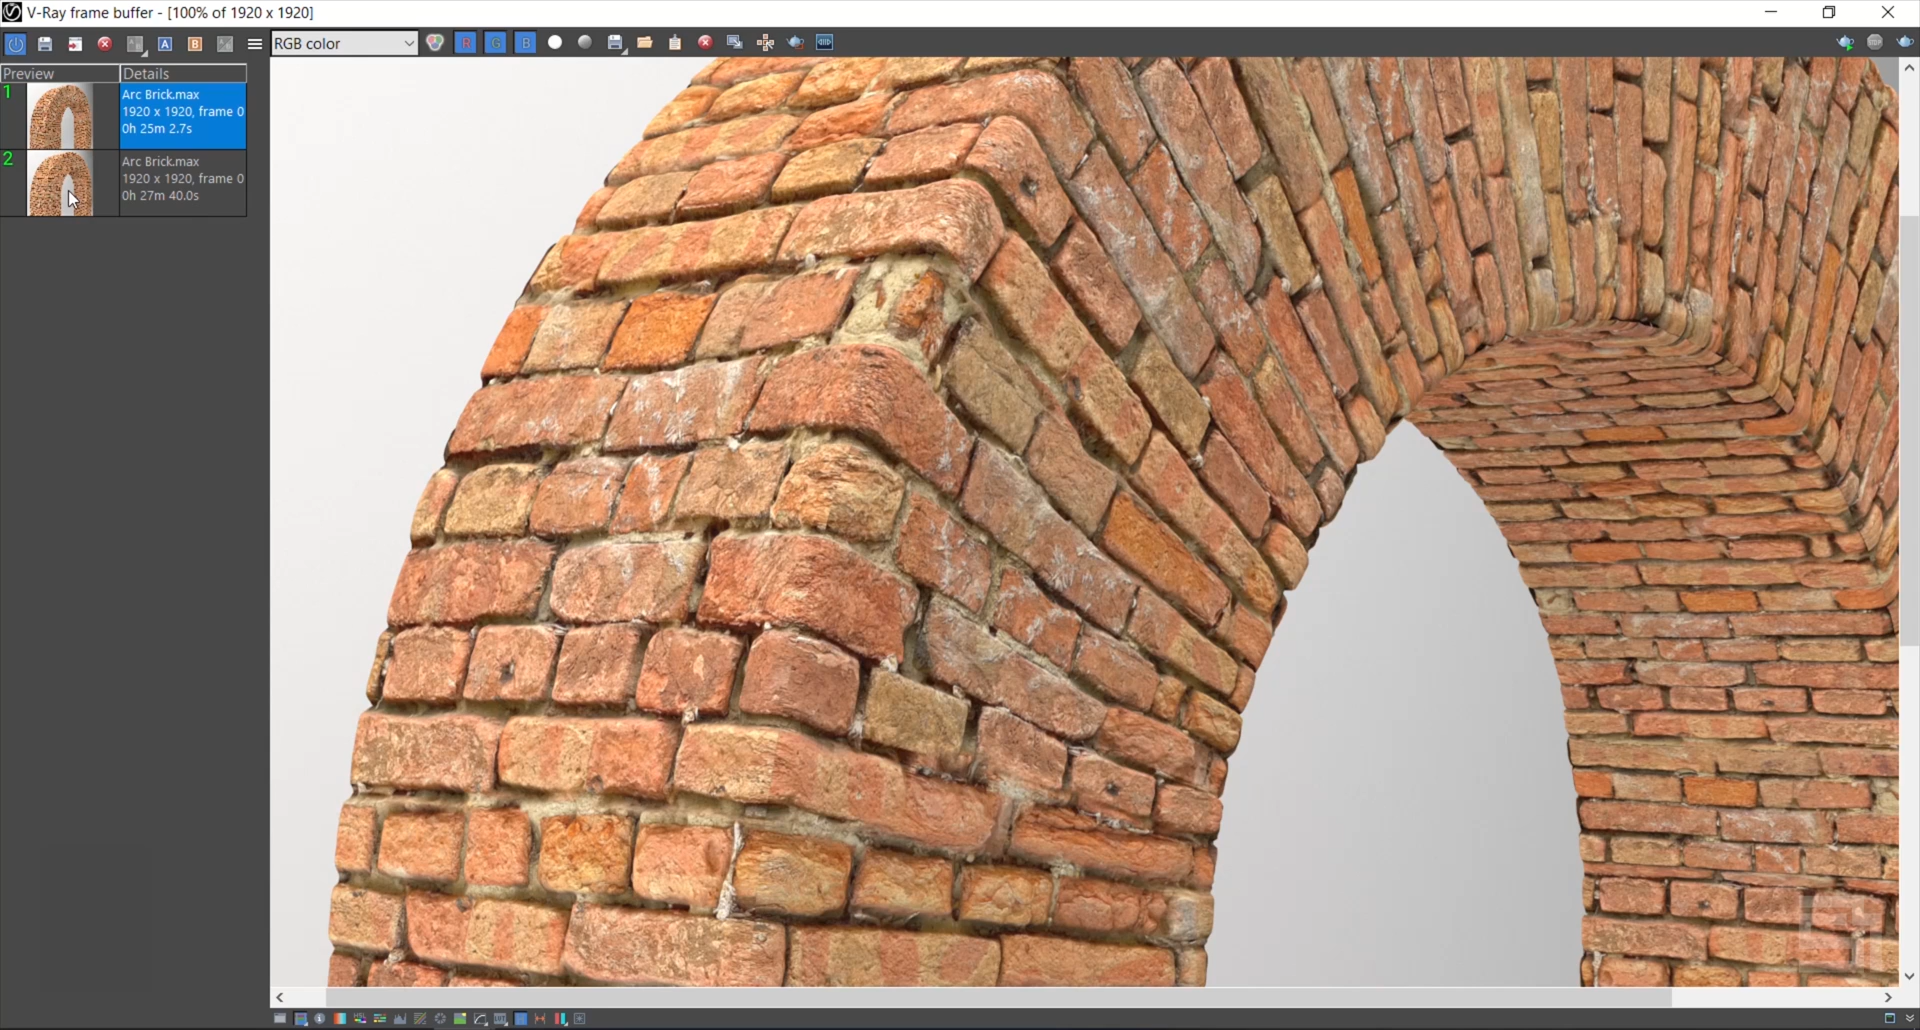 V-Ray frame buffer - [100% of 1920 x 1920]
A
B
RGB color
R
G
B
Preview
Details
1
Arc Brick.max
1920 x 1920, frame 0
0h 25m 2.7s
2
Arc Brick.max
1920 x 1920, frame 0
0h 27m 40.0s